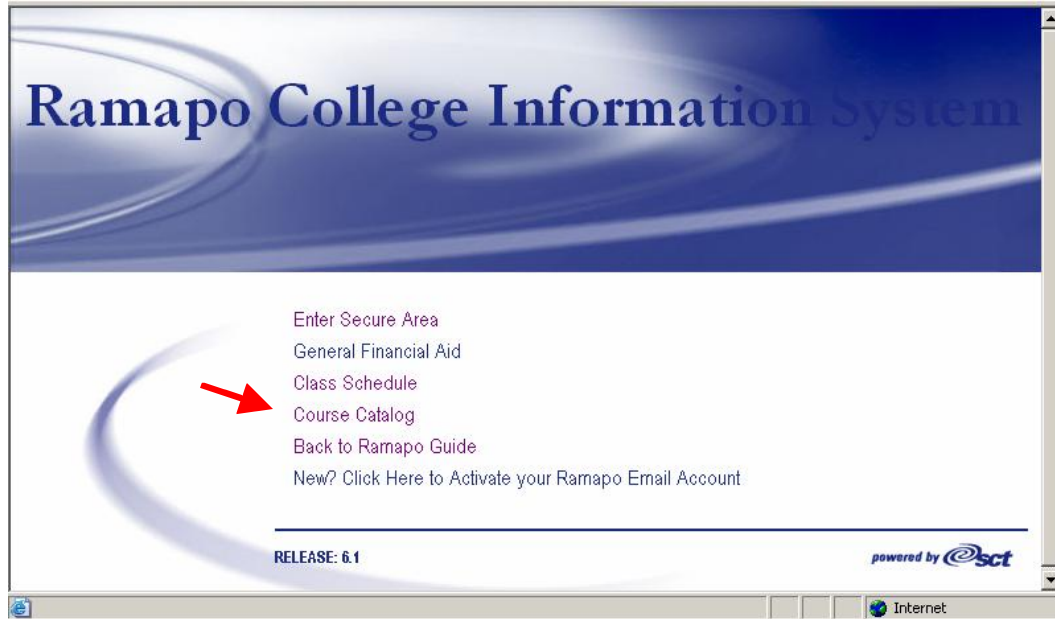 Ramapo College Information System
Enter Secure Area
General Financial Aid
Class Schedule
Course Catalog
Back to Ramapo Guide
New? Click Here to Activate your Ramapo Email Account
RELEASE: 6.1
powered by sct
Internet